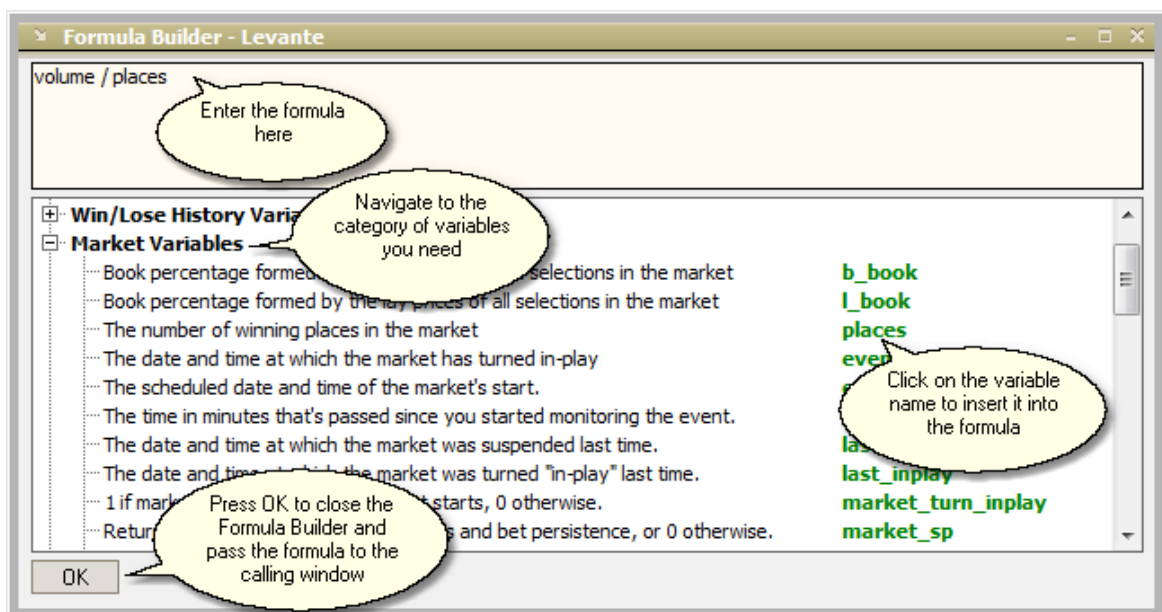 Formula Builder - Levante
volume / places
Enter the formula
here
Navigate to the
category of variables
you need
Win/Lose History
Market Variables
Book percentage formed selections in the market b_book
Book percentage formed by the lay prices of all selections in the market l_book
The number of winning places in the market places
The date and time at which the market has turned in-play
The scheduled date and time of the market's start.
Click on the variable
name to insert it into
the formula
The time in minutes that's passed since you started monitoring the event.
The date and time at which the market was suspended last time.
The date and time at which the market was turned "in-play" last time. last_inplay
1 if starts, 0 otherwise. market_turn_inplay
and bet persistence, or 0 otherwise. market_sp
Press OK to close the
Formula Builder and
pass the formula to the
calling window
OK